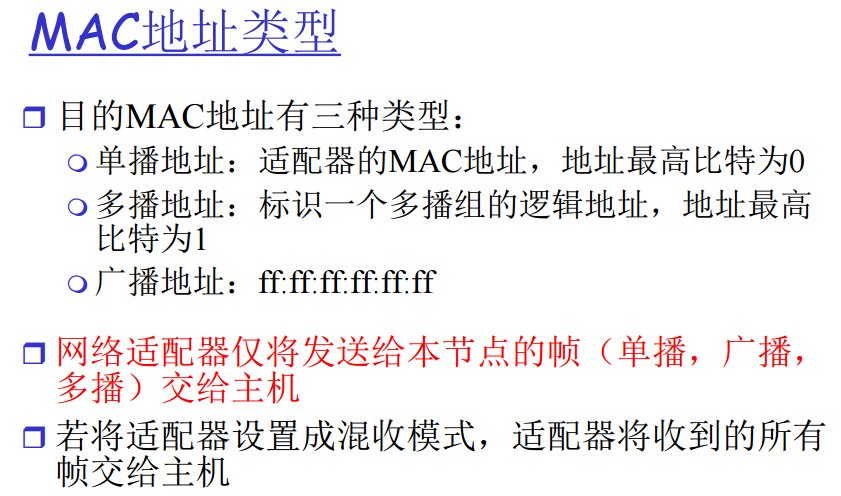 MAC地址类型
目的MAC地址有三种类型：
单播地址：适配器的MAC地址，地址最高比特为0
多播地址：标识一个多播组的逻辑地址，地址最高
比特为1
广播地址：ff:ff:ff:ff:ff:ff
网络适配器仅将发送给本节点的帧（单播，广播，
多播）交给主机
若将适配器设置成混收模式，适配器将收到的所有
帧交给主机